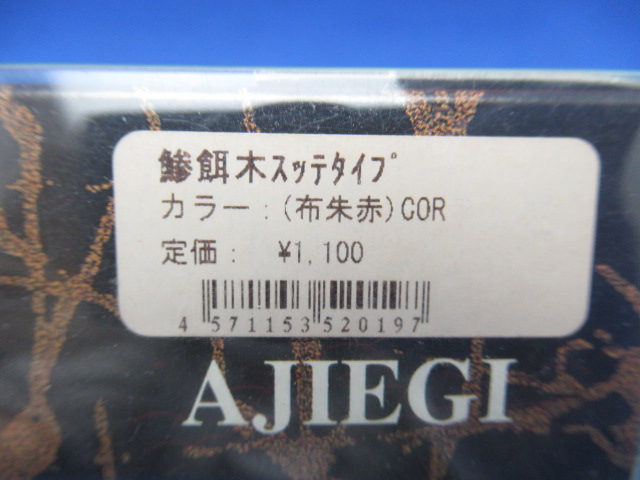 鯵餌木ｽｯﾃﾀｲﾌﾟ
カラー：(布朱赤)COR
定価： ¥1,100
4 571153 520197
AJIEGI